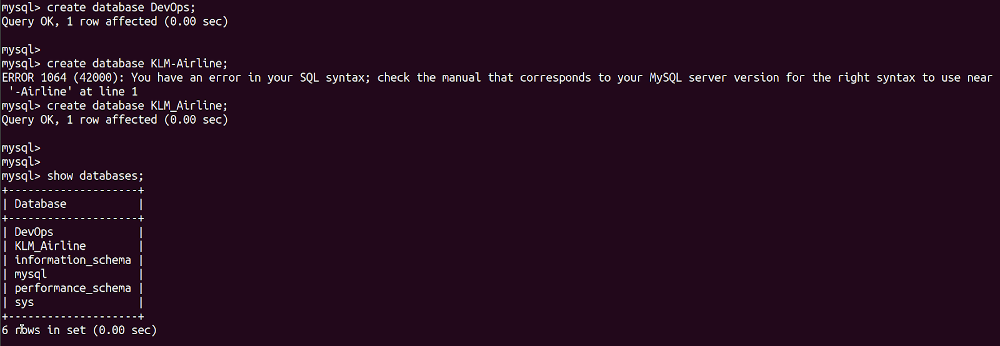 mysql> create database DevOps;
Query OK, 1 row affected (0.00 sec)
mysql>
mysql> create database KLM-Airline;
ERROR 1064 (42000): You have an error in your SQL syntax; check the manual that corresponds to your MySQL server version for the right syntax to use near
 '-Airline' at line 1
mysql> create database KLM_Airline;
Query OK, 1 row affected (0.00 sec)
mysql>
mysql>
mysql> show databases;
+--------------------+
| Database           |
+--------------------+
| DevOps             |
| KLM_Airline        |
| information_schema |
| mysql              |
| performance_schema |
| sys                |
+--------------------+
6 rows in set (0.00 sec)